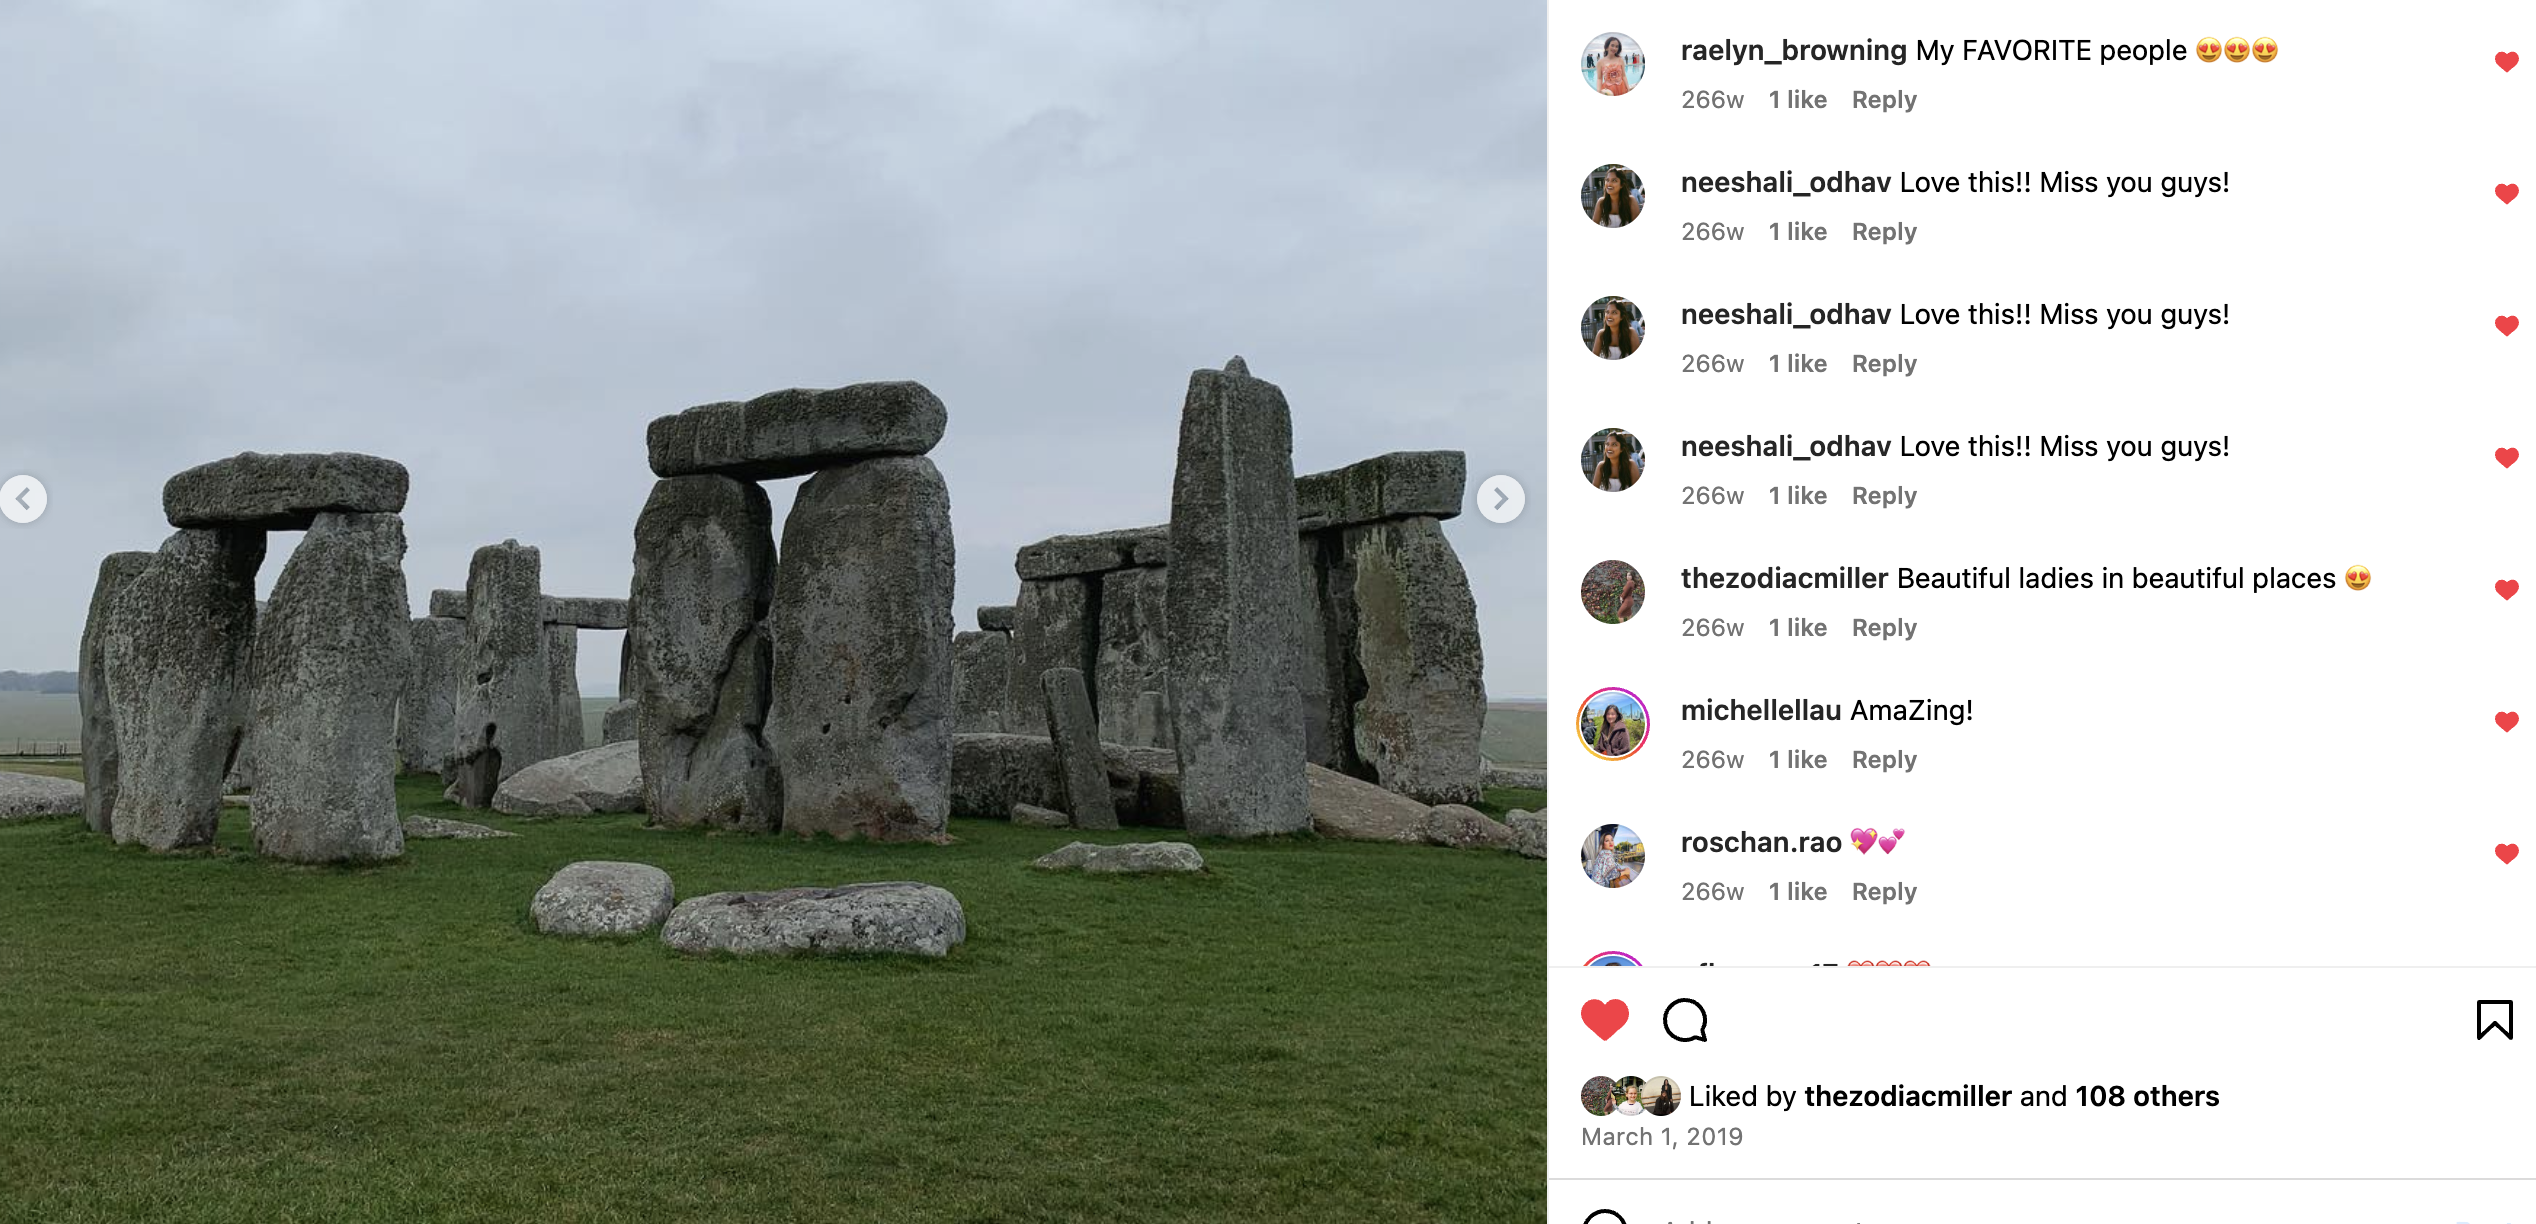 raelyn_browning My FAVORITE people 😍😍😍
266w 1 like Reply
neeshali_odhav Love this!! Miss you guys!
266w 1 like Reply
neeshali_odhav Love this!! Miss you guys!
266w 1 like Reply
neeshali_odhav Love this!! Miss you guys!
266w 1 like Reply
thezodiacmiller Beautiful ladies in beautiful places 😍
266w 1 like Reply
michellellau AmaZing!
266w 1 like Reply
roschan.rao 💖💕
266w 1 like Reply
Liked by thezodiacmiller and 108 others
March 1, 2019